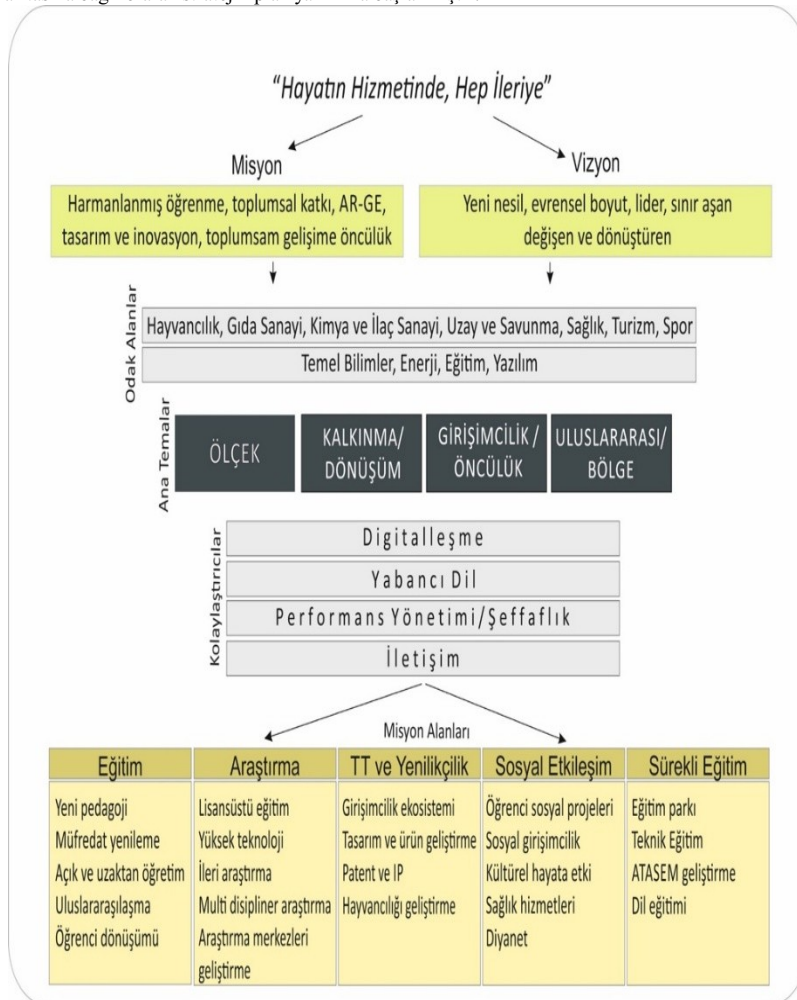 “Hayatın Hizmetinde, Hep İleriye”
Misyon
Vizyon
Harmanlanmış öğrenme, toplumsal katkı, AR-GE,
tasarım ve inovasyon, toplumsam gelişime öncülük
Yeni nesil, evrensel boyut, lider, sınır aşan
değişen ve dönüştüren
Odak Alanlar
Hayvancılık, Gıda Sanayi, Kimya ve İlaç Sanayi, Uzay ve Savunma, Sağlık, Turizm, Spor
Temel Bilimler, Enerji, Eğitim, Yazılım
Ana Temalar
ÖLÇEK
KALKINMA/
DÖNÜŞÜM
GİRİŞİMCİLİK /
ÖNCÜLÜK
ULUSLARARASI/
BÖLGE
Kolaylaştırıcılar
Digitalleşme
Yabancı Dil
Performans Yönetimi/Şeffaflık
İletişim
Misyon Alanları
Eğitim
Yeni pedagoji
Müfredat yenileme
Açık ve uzaktan öğretim
Uluslararaşılaşma
Öğrenci dönüşümü
Araştırma
Lisansüstü eğitim
Yüksek teknoloji
İleri araştırma
Multi disipliner araştırma
Araştırma merkezleri
geliştirme
TT ve Yenilikçilik
Girişimcilik ekosistemi
Tasarım ve ürün geliştirme
Patent ve IP
Hayvancılığı geliştirme
Sosyal Etkileşim
Öğrenci sosyal projeleri
Sosyal girişimcilik
Kültürel hayata etki
Sağlık hizmetleri
Diyanet
Sürekli Eğitim
Eğitim parkı
Teknik Eğitim
ATASEM geliştirme
Dil eğitimi